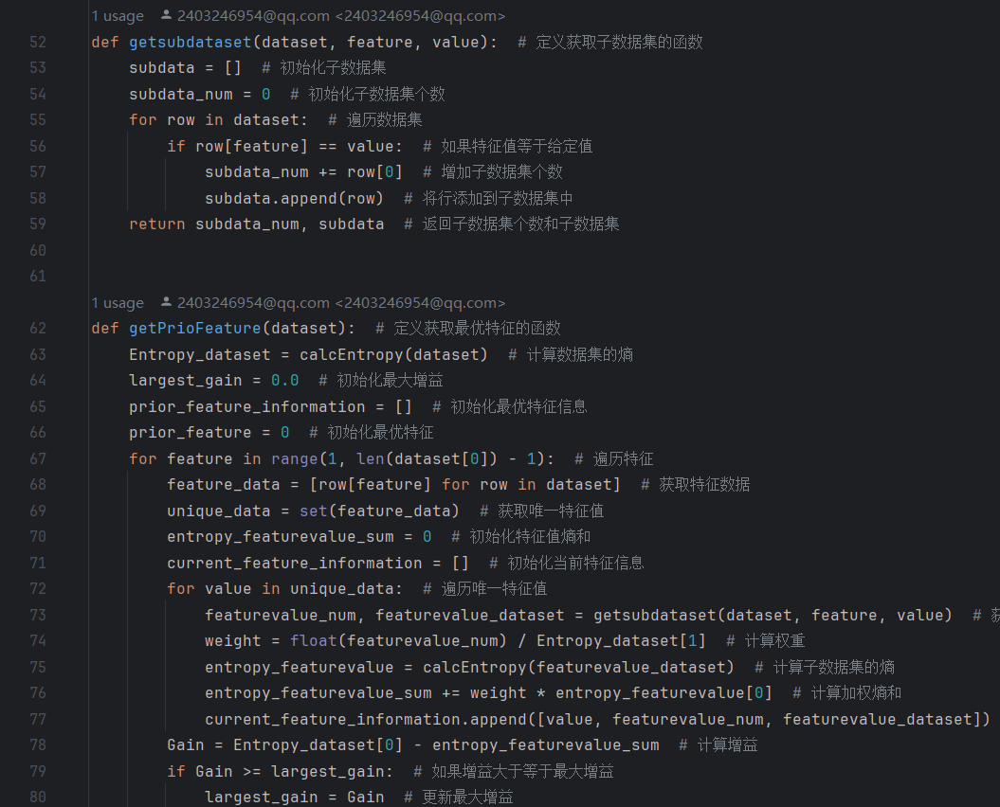 1 usage 2403246954@qq.com <2403246954@qq.com>
52 def getsubdataset(dataset, feature, value):  # 定义获取子数据集的函数
53     subdata = []  # 初始化子数据集
54     subdata_num = 0  # 初始化子数据集个数
55     for row in dataset:  # 遍历数据集
56         if row[feature] == value:  # 如果特征值等于给定值
57             subdata_num += row[0]  # 增加子数据集个数
58             subdata.append(row)  # 将行添加到子数据集中
59     return subdata_num, subdata  # 返回子数据集个数和子数据集
60
61
1 usage 2403246954@qq.com <2403246954@qq.com>
62 def getPrioFeature(dataset):  # 定义获取最优特征的函数
63     Entropy_dataset = calcEntropy(dataset)  # 计算数据集的熵
64     largest_gain = 0.0  # 初始化最大增益
65     prior_feature_information = []  # 初始化最优特征信息
66     prior_feature = 0  # 初始化最优特征
67     for feature in range(1, len(dataset[0]) - 1):  # 遍历特征
68         feature_data = [row[feature] for row in dataset]  # 获取特征数据
69         unique_data = set(feature_data)  # 获取唯一特征值
70         entropy_featurevalue_sum = 0  # 初始化特征值熵和
71         current_feature_information = []  # 初始化当前特征信息
72         for value in unique_data:  # 遍历唯一特征值
73             featurevalue_num, featurevalue_dataset = getsubdataset(dataset, feature, value)  #
74             weight = float(featurevalue_num) / Entropy_dataset[1]  # 计算权重
75             entropy_featurevalue = calcEntropy(featurevalue_dataset)  # 计算子数据集的熵
76             entropy_featurevalue_sum += weight * entropy_featurevalue[0]  # 计算加权熵和
77             current_feature_information.append([value, featurevalue_num, featurevalue_dataset])
78         Gain = Entropy_dataset[0] - entropy_featurevalue_sum  # 计算增益
79         if Gain >= largest_gain:  # 如果增益大于等于最大增益
80             largest_gain = Gain  # 更新最大增益